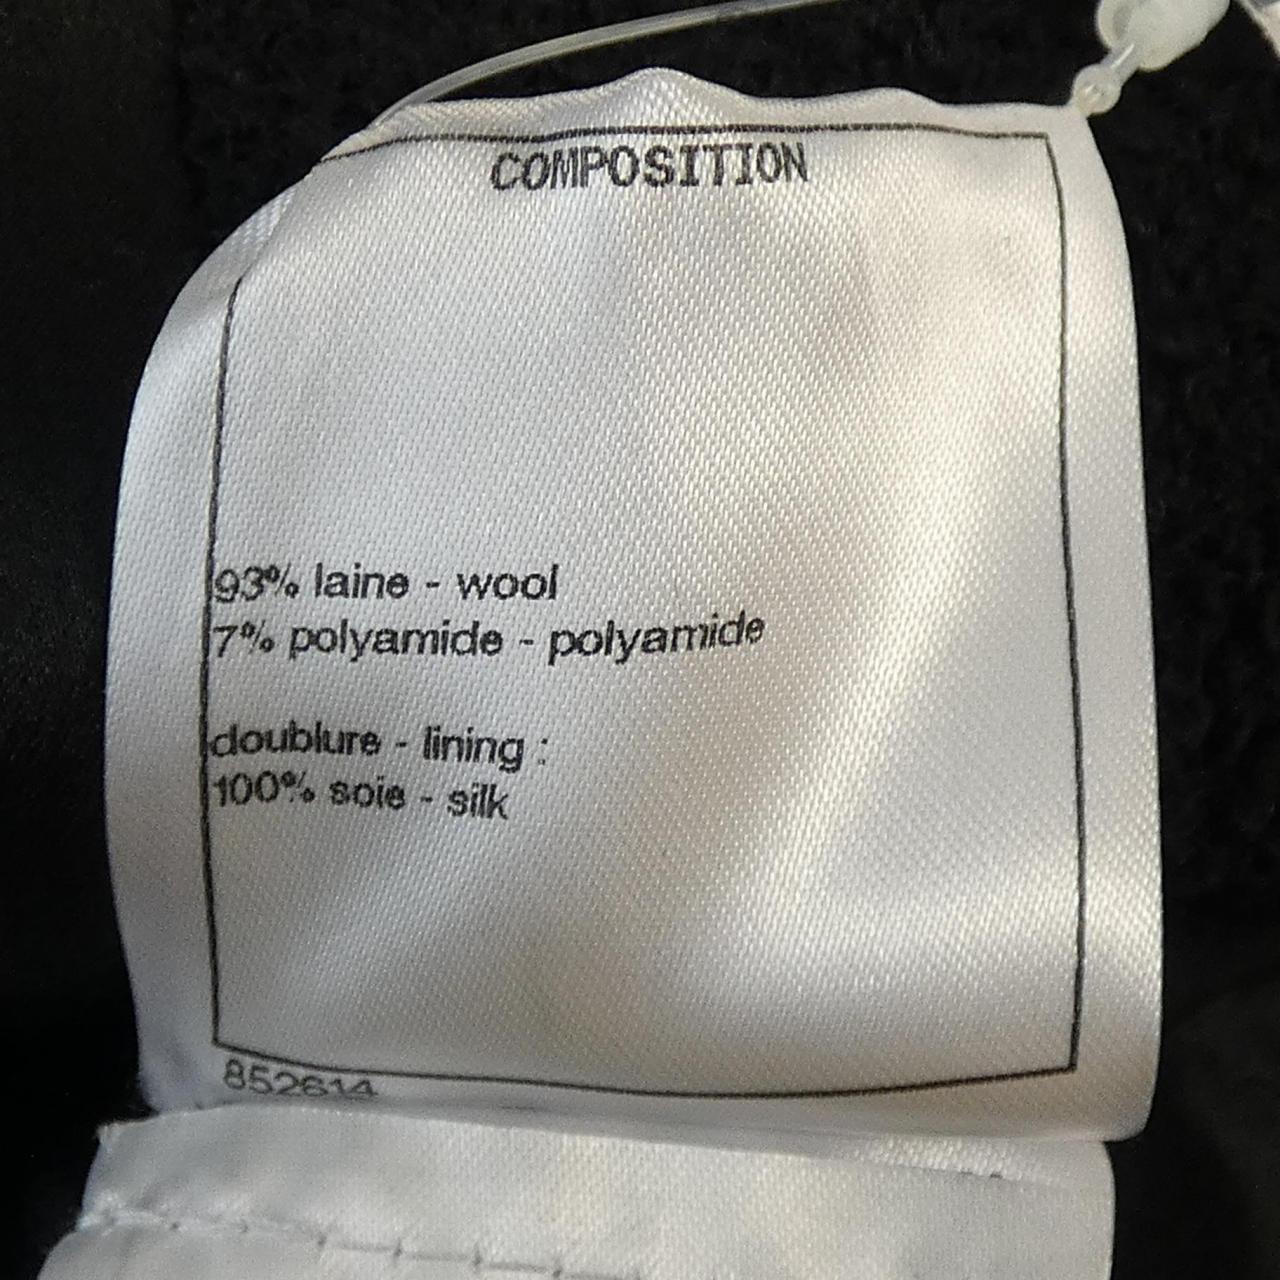 COMPOSITION
93% laine - wool
7% polyamide - polyamide
doublure - lining :
100% soie - silk
852614